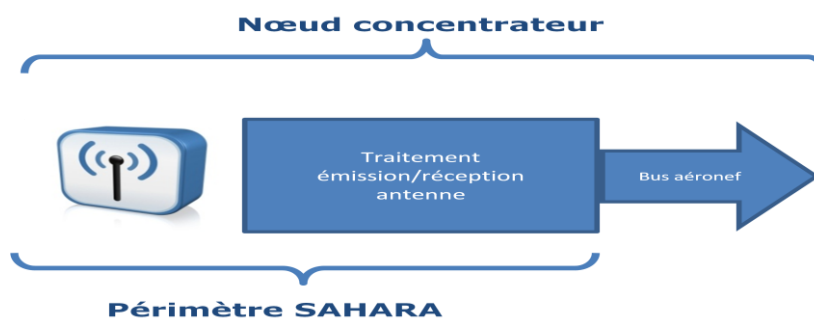 Nœud concentrateur
Traitement
émission/réception
antenne
Bus aéronef
Périmètre SAHARA